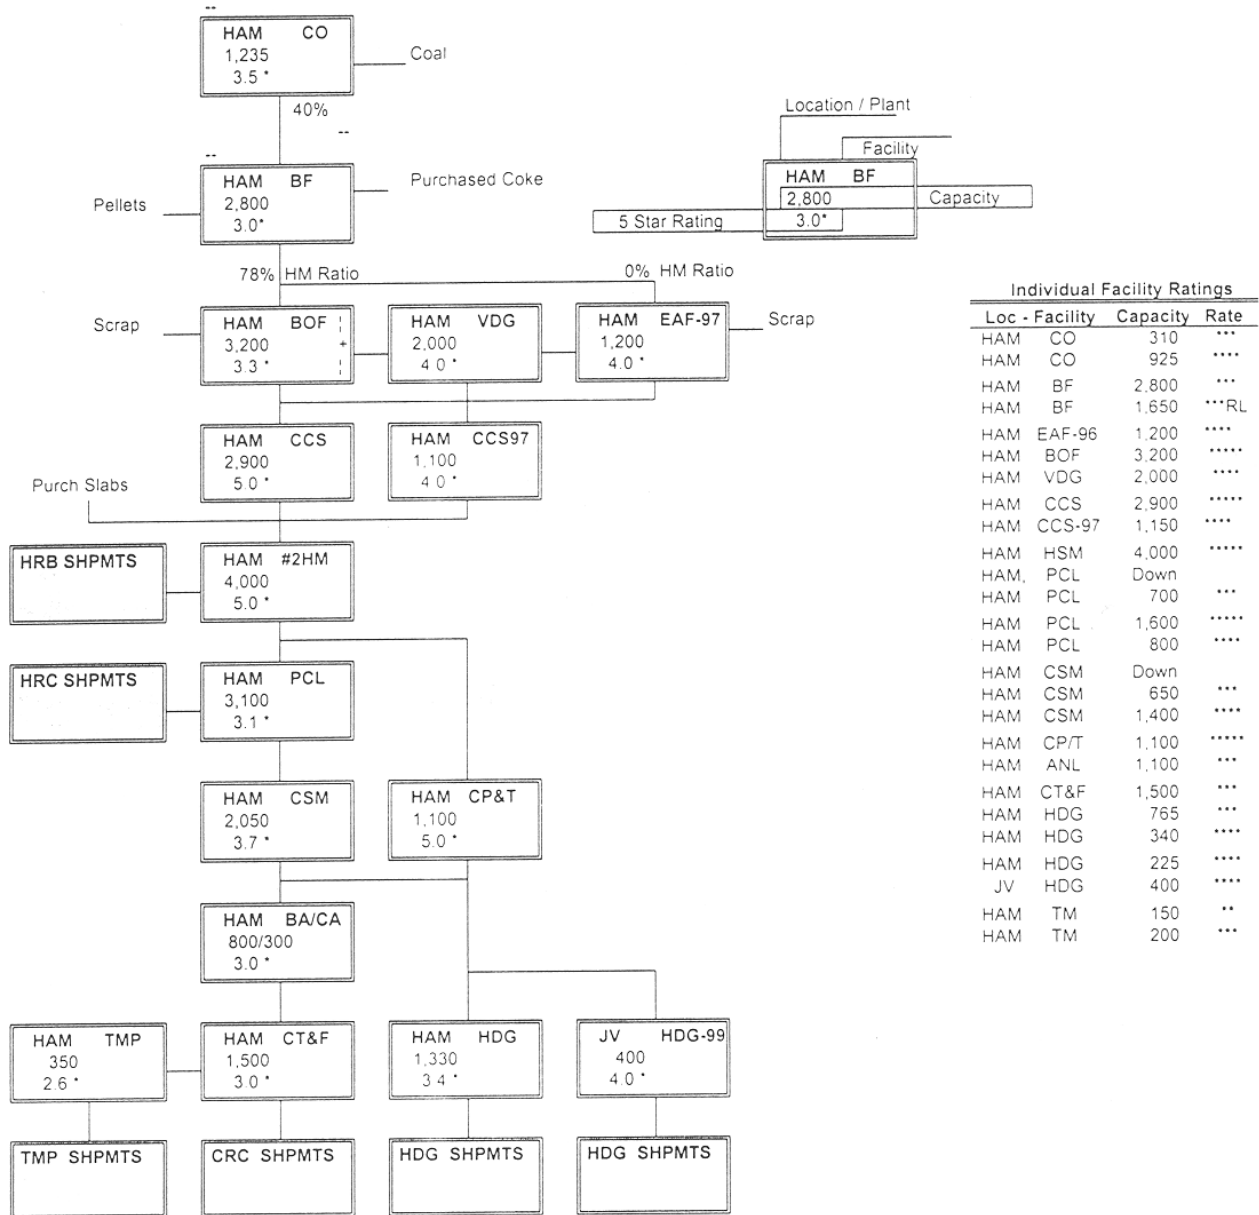 --
HAM CO
1,235
3.5 *
Coal
40%
--
--
HAM BF
2,800
3.0*
Pellets
Purchased Coke
Location / Plant
Facility
HAM BF
2,800
Capacity
5 Star Rating
3.0*
78% HM Ratio
0% HM Ratio
Scrap
HAM BOF
3,200
+
3.3 *
HAM VDG
2,000
4 0 *
HAM EAF-97
1,200
4.0 *
Scrap
HAM CCS
2,900
5.0 *
HAM CCS97
1,100
4 0 *
Purch Slabs
HRB SHPMTS
HAM #2HM
4,000
5.0 *
HRC SHPMTS
HAM PCL
3,100
3.1 *
HAM CSM
2,050
3.7 *
HAM CP&T
1,100
5.0 *
HAM BA/CA
800/300
3.0 *
HAM TMP
350
2.6 *
HAM CT&F
1,500
3.0 *
HAM HDG
1,330
3 4 *
JV HDG-99
400
4.0 *
TMP SHPMTS
CRC SHPMTS
HDG SHPMTS
HDG SHPMTS
Individual Facility Ratings
Loc - Facility Capacity Rate
HAM CO 310 ***
HAM CO 925 ****
HAM BF 2,800 ***
HAM BF 1,650 ***RL
HAM EAF-96 1,200 ****
HAM BOF 3,200 *****
HAM VDG 2,000 ****
HAM CCS 2,900 *****
HAM CCS-97 1,150 ****
HAM HSM 4,000 *****
HAM, PCL Down
HAM PCL 700 ***
HAM PCL 1,600 *****
HAM PCL 800 ****
HAM CSM Down
HAM CSM 650 ***
HAM CSM 1,400 ****
HAM CP/T 1,100 *****
HAM ANL 1,100 ***
HAM CT&F 1,500 ***
HAM HDG 765 ***
HAM HDG 340 ****
HAM HDG 225 ****
JV HDG 400 ****
HAM TM 150 **
HAM TM 200 ***